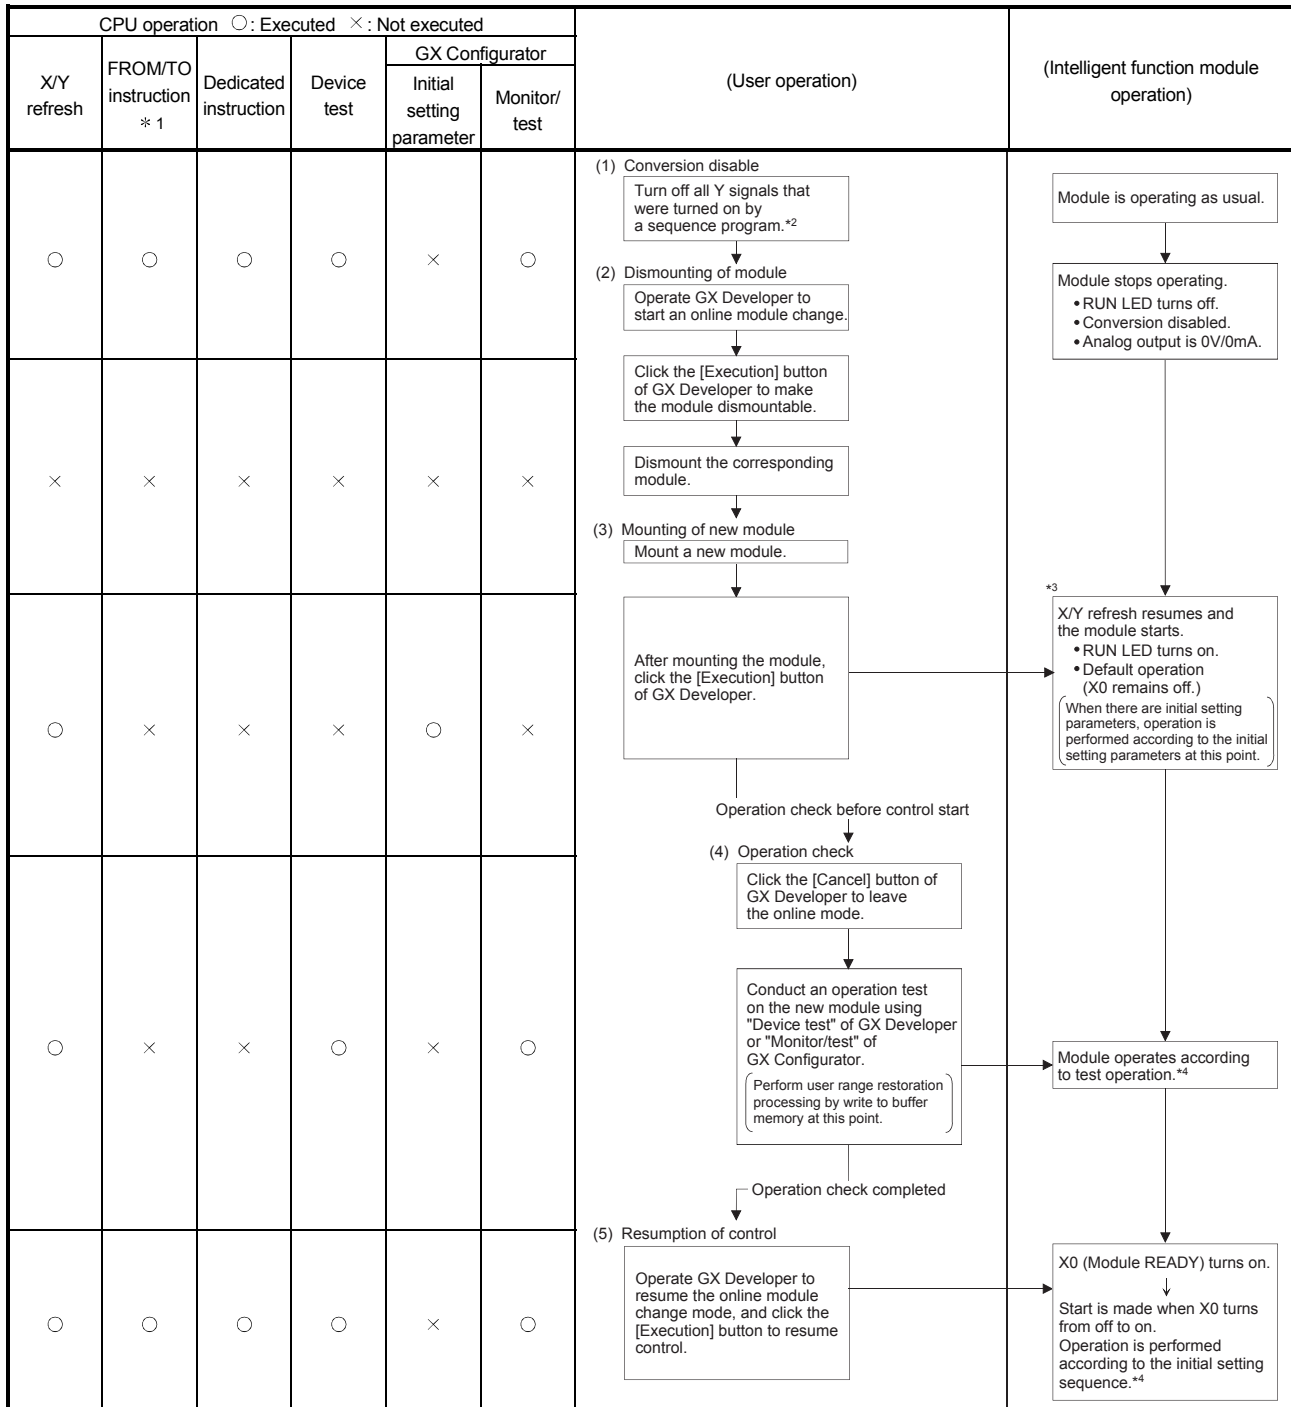 CPU operation ○: Executed ×: Not executed
X/Y
refresh
FROM/TO
instruction
＊1
Dedicated
instruction
Device
test
GX Configurator
Initial
setting
parameter
Monitor/
test
(User operation)
(Intelligent function module
operation)
○ ○ ○ ○ × ○
(1) Conversion disable
Turn off all Y signals that
were turned on by
a sequence program.*2
(2) Dismounting of module
Operate GX Developer to
start an online module change.
Module is operating as usual.
Module stops operating.
•RUN LED turns off.
•Conversion disabled.
•Analog output is 0V/0mA.
× × × × × ×
Click the [Execution] button
of GX Developer to make
the module dismountable.
Dismount the corresponding
module.
(3) Mounting of new module
Mount a new module.
○ × × × ○ ×
After mounting the module,
click the [Execution] button
of GX Developer.
*3
X/Y refresh resumes and
the module starts.
•RUN LED turns on.
•Default operation
(X0 remains off.)
When there are initial setting
parameters, operation is
performed according to the initial
setting parameters at this point.
Operation check before control start
○ × × ○ × ○
(4) Operation check
Click the [Cancel] button of
GX Developer to leave
the online mode.
Conduct an operation test
on the new module using
"Device test" of GX Developer
or "Monitor/test" of
GX Configurator.
Perform user range restoration
processing by write to buffer
memory at this point.
Module operates according
to test operation.*4
Operation check completed
○ ○ ○ ○ × ○
(5) Resumption of control
Operate GX Developer to
resume the online module
change mode, and click the
[Execution] button to resume
control.
X0 (Module READY) turns on.
Start is made when X0 turns
from off to on.
Operation is performed
according to the initial setting
sequence.*4